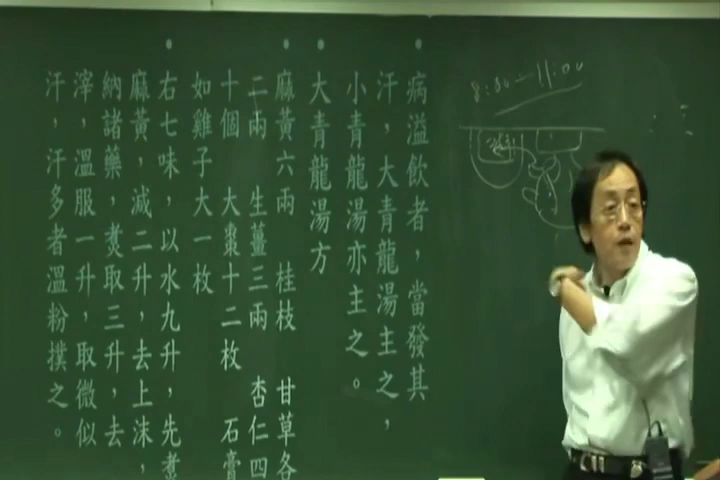 病溢飲者，當發其
汗，大青龍湯主之，
小青龍湯亦主之。
大青龍湯方
麻黃六兩　桂枝　甘草各
二兩　生薑三兩　杏仁四
十個　大棗十二枚　石膏
如雞子大一枚
右七味，以水九升，先煮
麻黃，減二升，去上沫，
納諸藥，煑取三升，去
滓，溫服一升，取微似
汗，汗多者溫粉撲之。
8:30—11:00